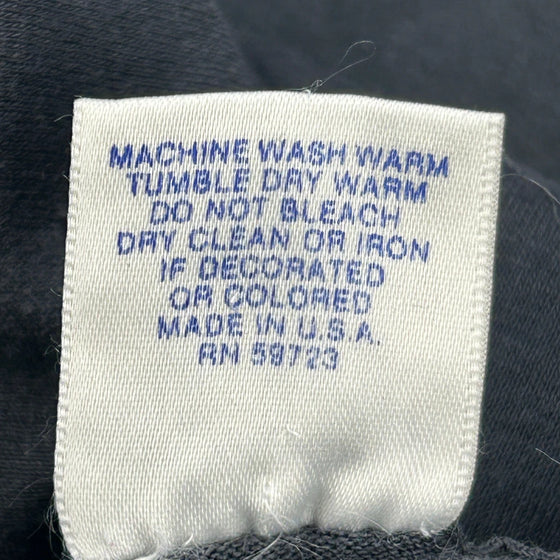 MACHINE WASH WARM
TUMBLE DRY WARM
DO NOT BLEACH
DRY CLEAN OR IRON
IF DECORATED
OR COLORED
MADE IN U.S.A.
RN 59723